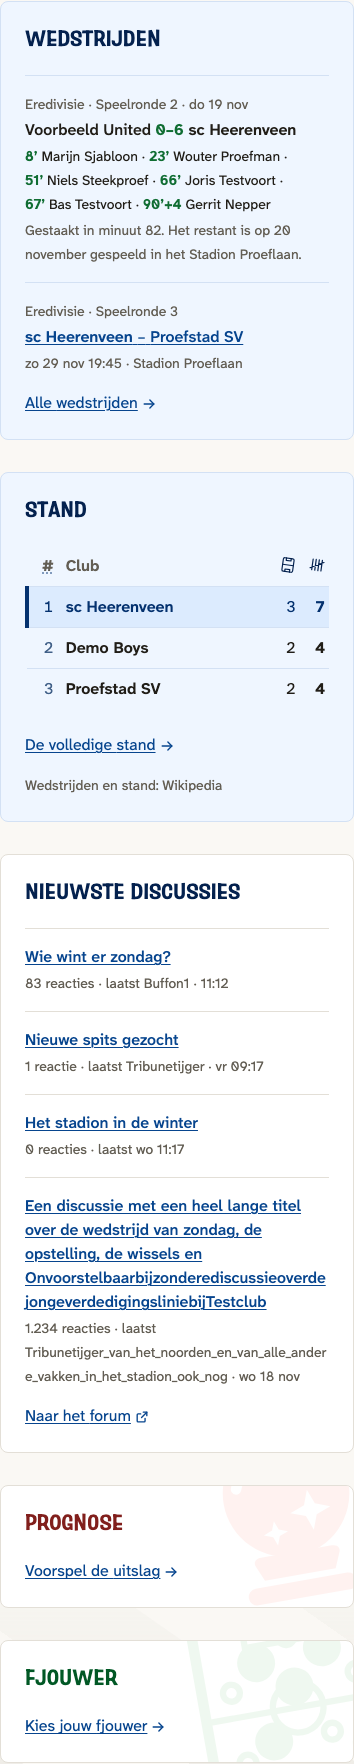 WEDSTRIJDEN
Eredivisie · Speelronde 2 · do 19 nov
Voorbeeld United 0–6 sc Heerenveen
8’ Marijn Sjabloon · 23’ Wouter Proefman ·
51’ Niels Steekproef · 66’ Joris Testvoort ·
67’ Bas Testvoort · 90’+4 Gerrit Nepper
Gestaakt in minuut 82. Het restant is op 20
november gespeeld in het Stadion Proeflaan.
Eredivisie · Speelronde 3
sc Heerenveen – Proefstad SV
zo 29 nov 19:45 · Stadion Proeflaan
Alle wedstrijden →
STAND
# Club
1 sc Heerenveen 3 7
2 Demo Boys 2 4
3 Proefstad SV 2 4
De volledige stand →
Wedstrijden en stand: Wikipedia
NIEUWSTE DISCUSSIES
Wie wint er zondag?
83 reacties · laatst Buffon1 · 11:12
Nieuwe spits gezocht
1 reactie · laatst Tribunetijger · vr 09:17
Het stadion in de winter
0 reacties · laatst wo 11:17
Een discussie met een heel lange titel
over de wedstrijd van zondag, de
opstelling, de wissels en
Onvoorstelbaarbijzonderediscussieoverde
jongeverdedigingsliniebijTestclub
1.234 reacties · laatst
Tribunetijger_van_het_noorden_en_van_alle_ander
e_vakken_in_het_stadion_ook_nog · wo 18 nov
Naar het forum
PROGNOSE
Voorspel de uitslag →
FJOUWER
Kies jouw fjouwer →